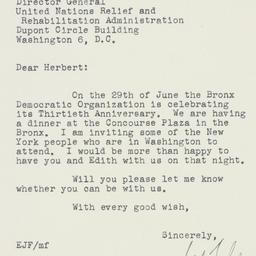 Director General
United Nations Relief and
Rehabilitation Administration
Dupont Circle Building
Washington 6, D.C.
Dear Herbert:
On the 29th of June the Bronx
Democratic Organization is celebrating
its Thirtieth Anniversary. We are having
a dinner at the Concourse Plaza in the
Bronx. I am inviting some of the New
York people who are in Washington to
attend. I would be more than happy to
have you and Edith with us on that night.
Will you please let me know
whether you can be with us.
With every good wish,
Sincerely,
EJF/mf